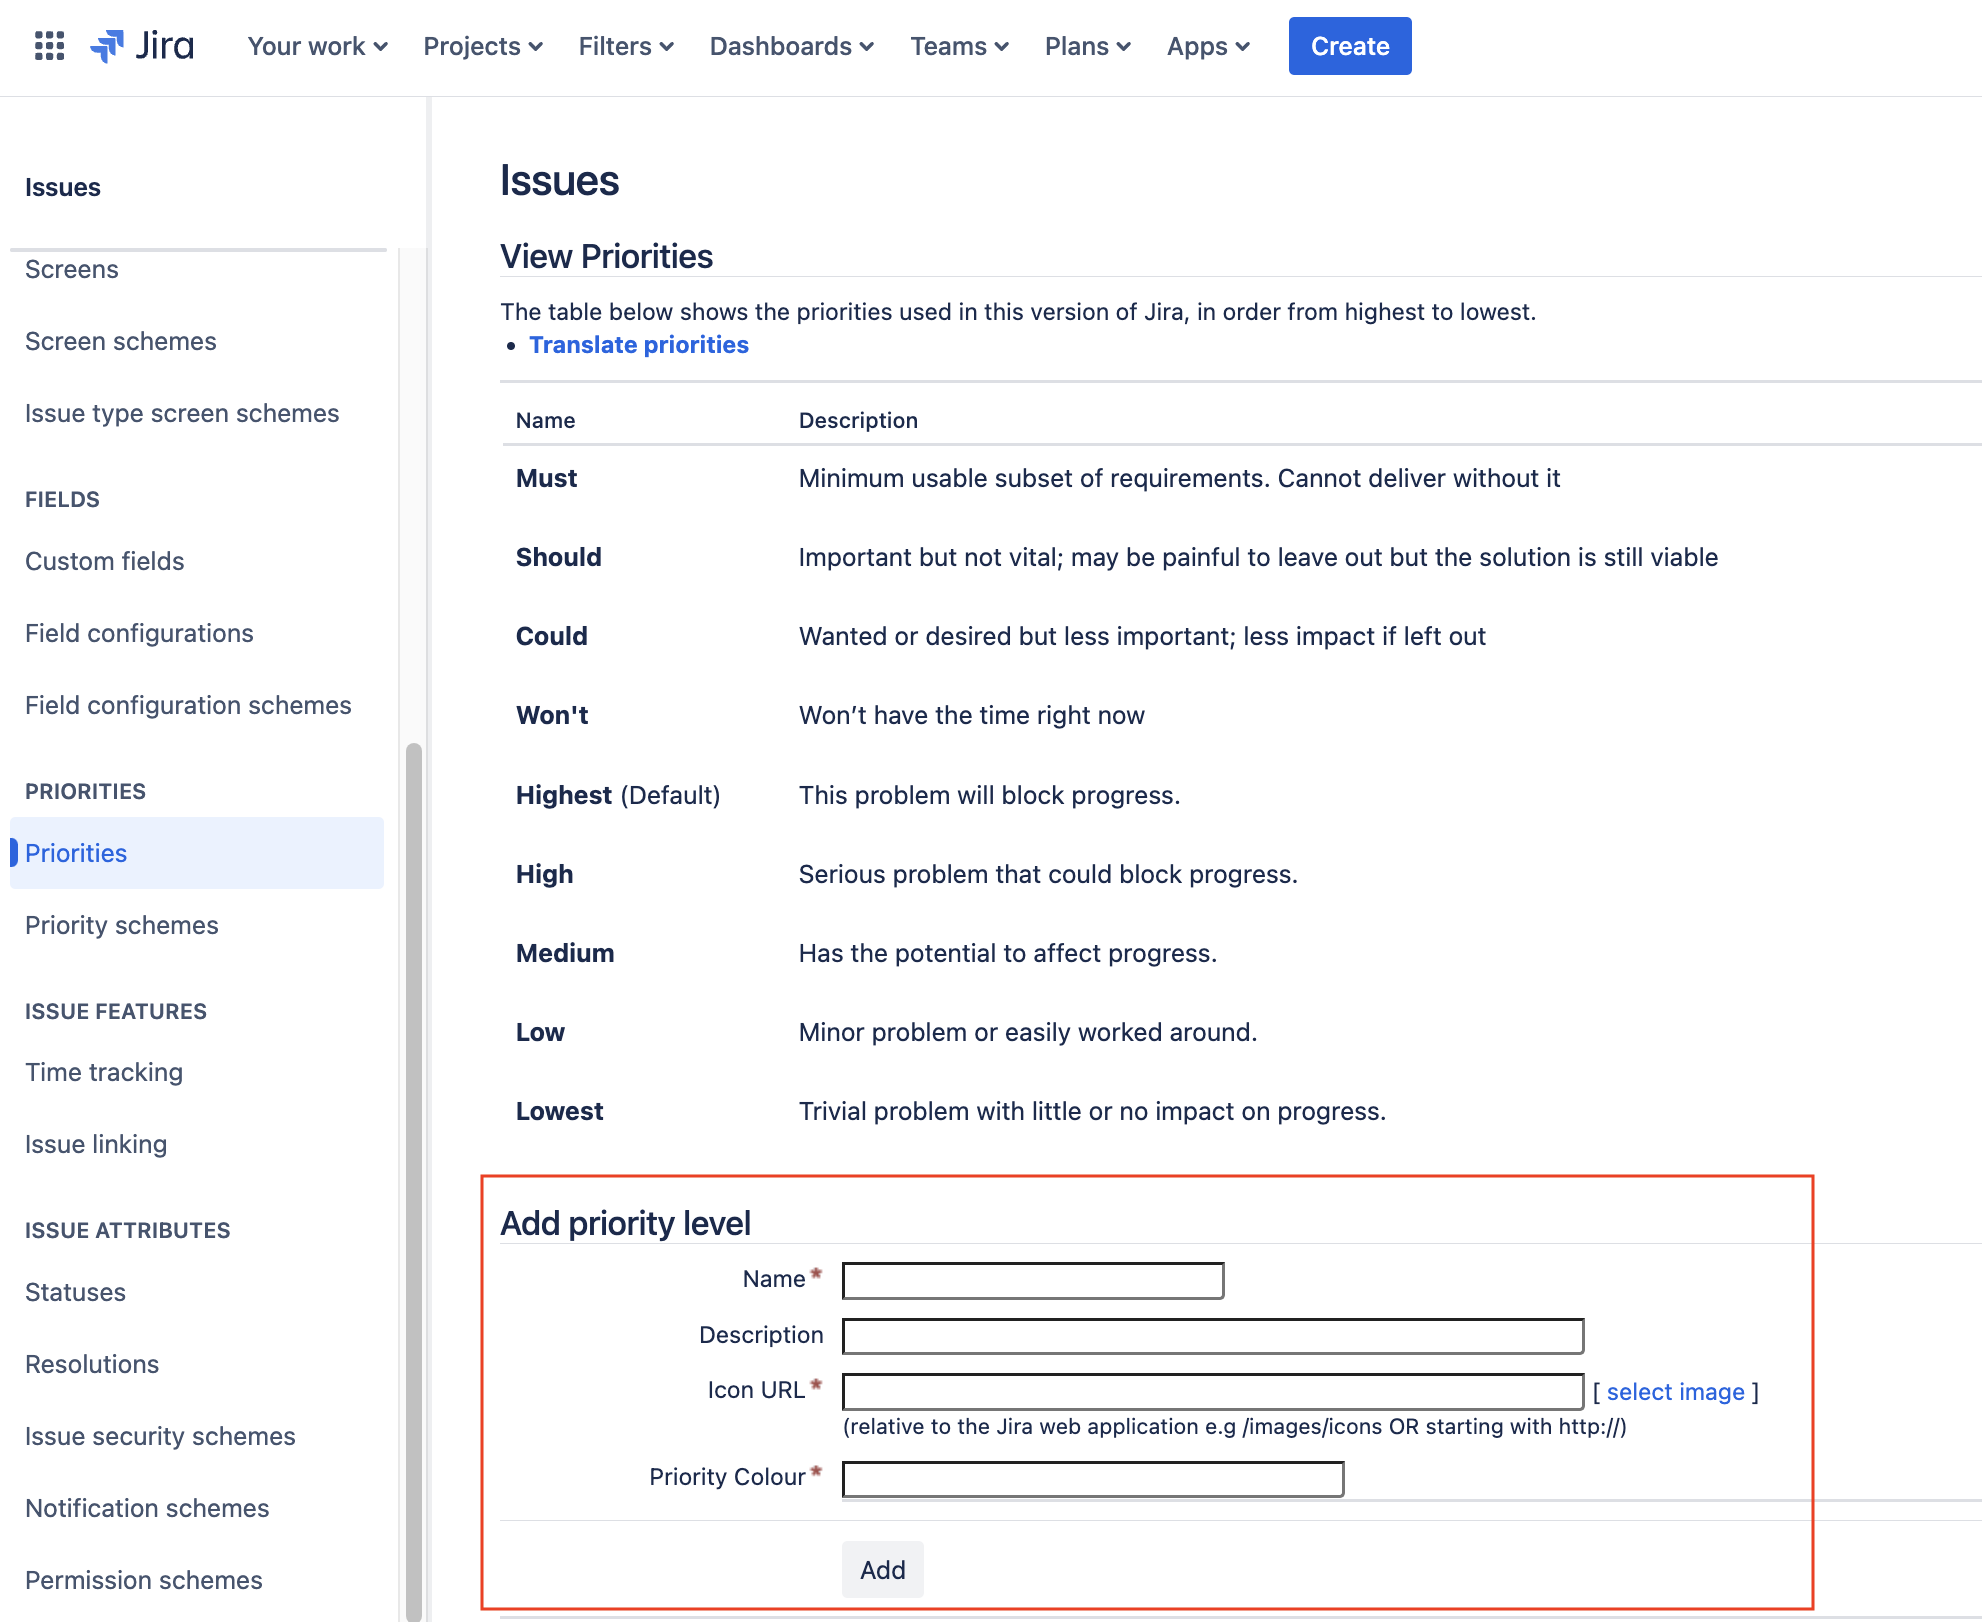 Jira Your work Projects Filters Dashboards Teams Plans Apps Create
Issues
Screens
Screen schemes
Issue type screen schemes
FIELDS
Custom fields
Field configurations
Field configuration schemes
PRIORITIES
Priorities
Priority schemes
ISSUE FEATURES
Time tracking
Issue linking
ISSUE ATTRIBUTES
Statuses
Resolutions
Issue security schemes
Notification schemes
Permission schemes
Issues
View Priorities
The table below shows the priorities used in this version of Jira, in order from highest to lowest.
• Translate priorities
Name Description
Must Minimum usable subset of requirements. Cannot deliver without it
Should Important but not vital; may be painful to leave out but the solution is still viable
Could Wanted or desired but less important; less impact if left out
Won't Won’t have the time right now
Highest (Default) This problem will block progress.
High Serious problem that could block progress.
Medium Has the potential to affect progress.
Low Minor problem or easily worked around.
Lowest Trivial problem with little or no impact on progress.
Add priority level
Name *
Description
Icon URL * [ select image ]
(relative to the Jira web application e.g /images/icons OR starting with http://)
Priority Colour *
Add